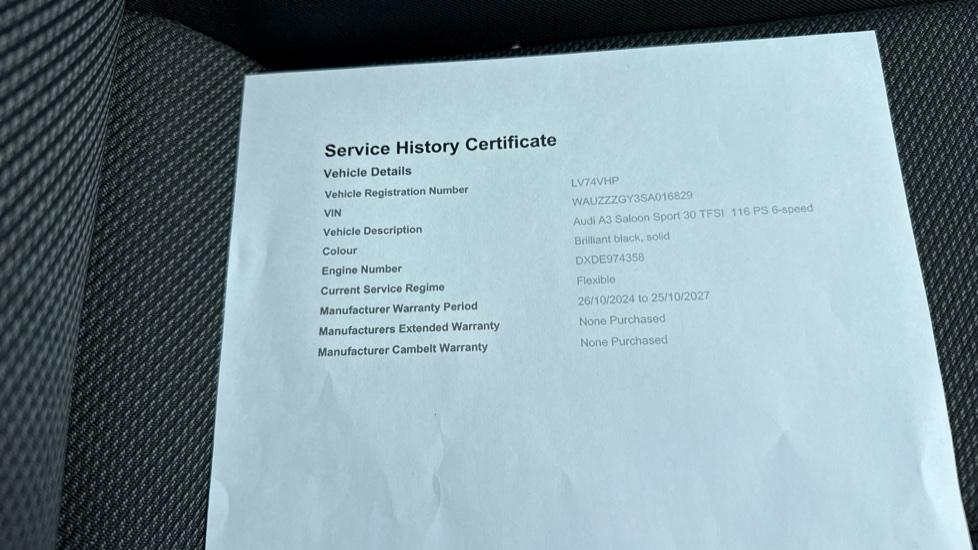 Service History Certificate
Vehicle Details
Vehicle Registration Number LV74VHP
VIN WAUZZZGY3SA016829
Vehicle Description Audi A3 Saloon Sport 30 TFSI 116 PS 6-speed
Colour Brilliant black, solid
Engine Number DXDE974358
Current Service Regime Flexible
Manufacturer Warranty Period 26/10/2024 to 25/10/2027
Manufacturers Extended Warranty None Purchased
Manufacturer Cambelt Warranty None Purchased